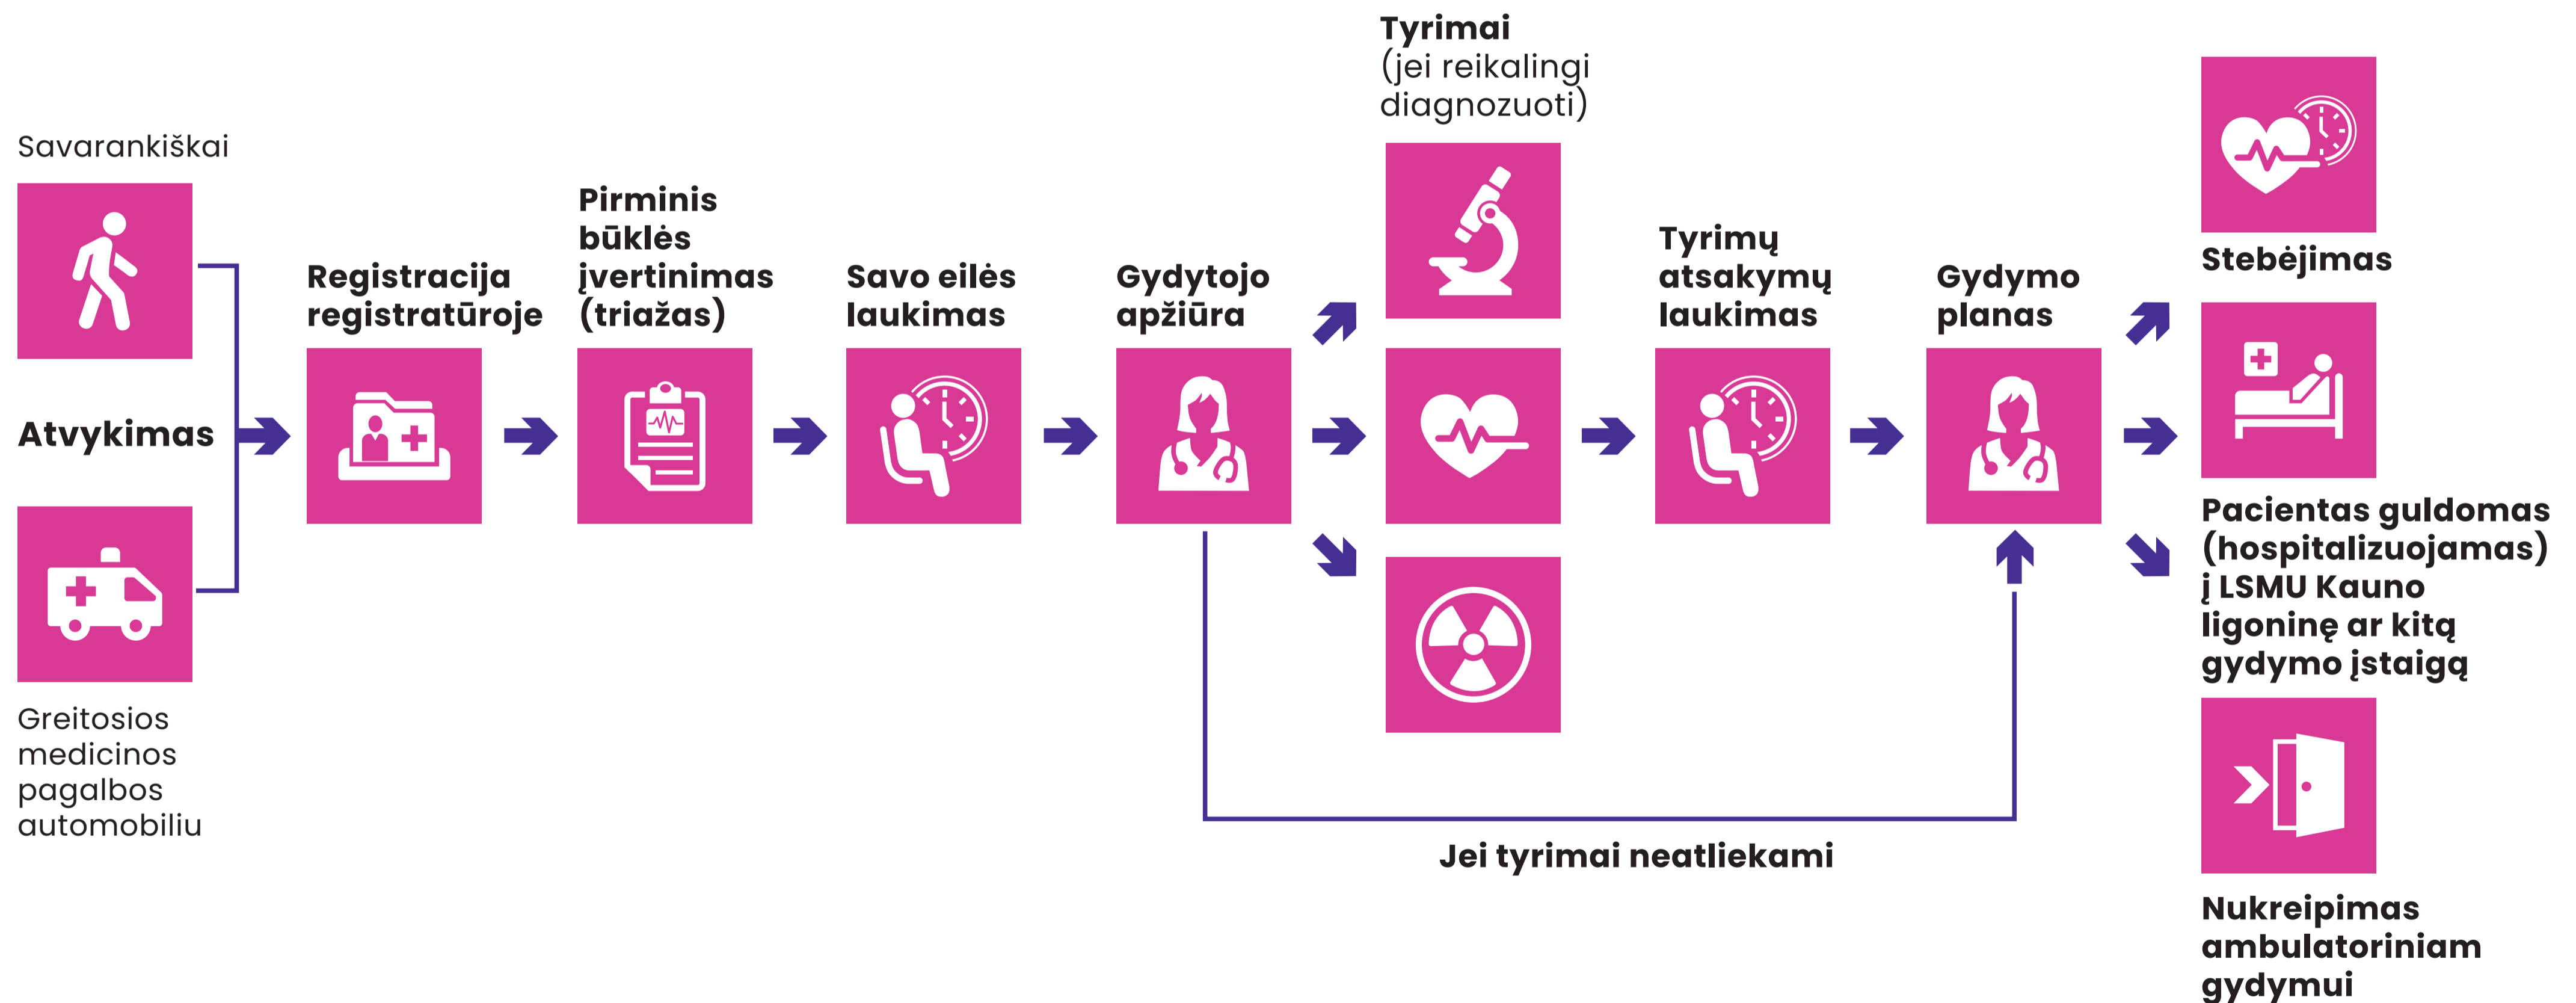 Savarankiškai
Atvykimas
Greitosios
medicinos
pagalbos
automobiliu
Registracija
registratūroje
Pirminis
būklės
įvertinimas
(triažas)
Savo eilės
laukimas
Gydytojo
apžiūra
Tyrimai
(jei reikalingi
diagnozuoti)
Tyrimų
atsakymų
laukimas
Gydymo
planas
Jei tyrimai neatliekami
Stebėjimas
Pacientas guldomas
(hospitalizuojamas)
į LSMU Kauno
ligoninę ar kitą
gydymo įstaigą
Nukreipimas
ambulatoriniam
gydymui